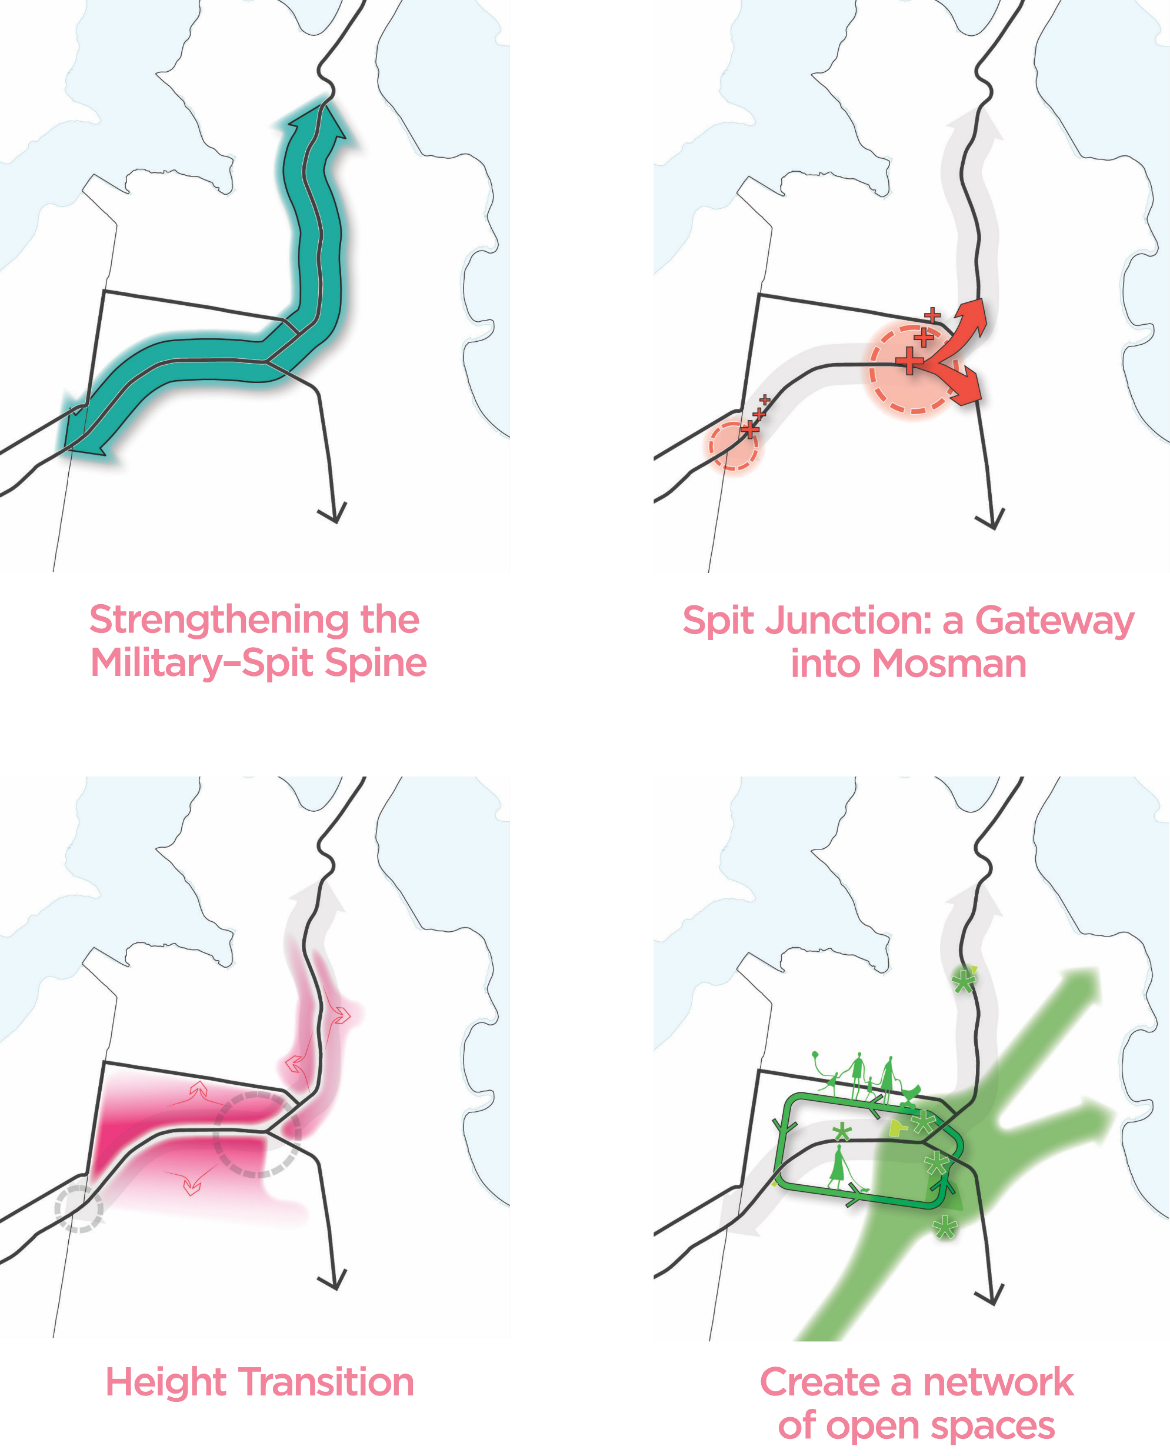 Strengthening the
Military–Spit Spine
Spit Junction: a Gateway
into Mosman
Height Transition
Create a network
of open spaces